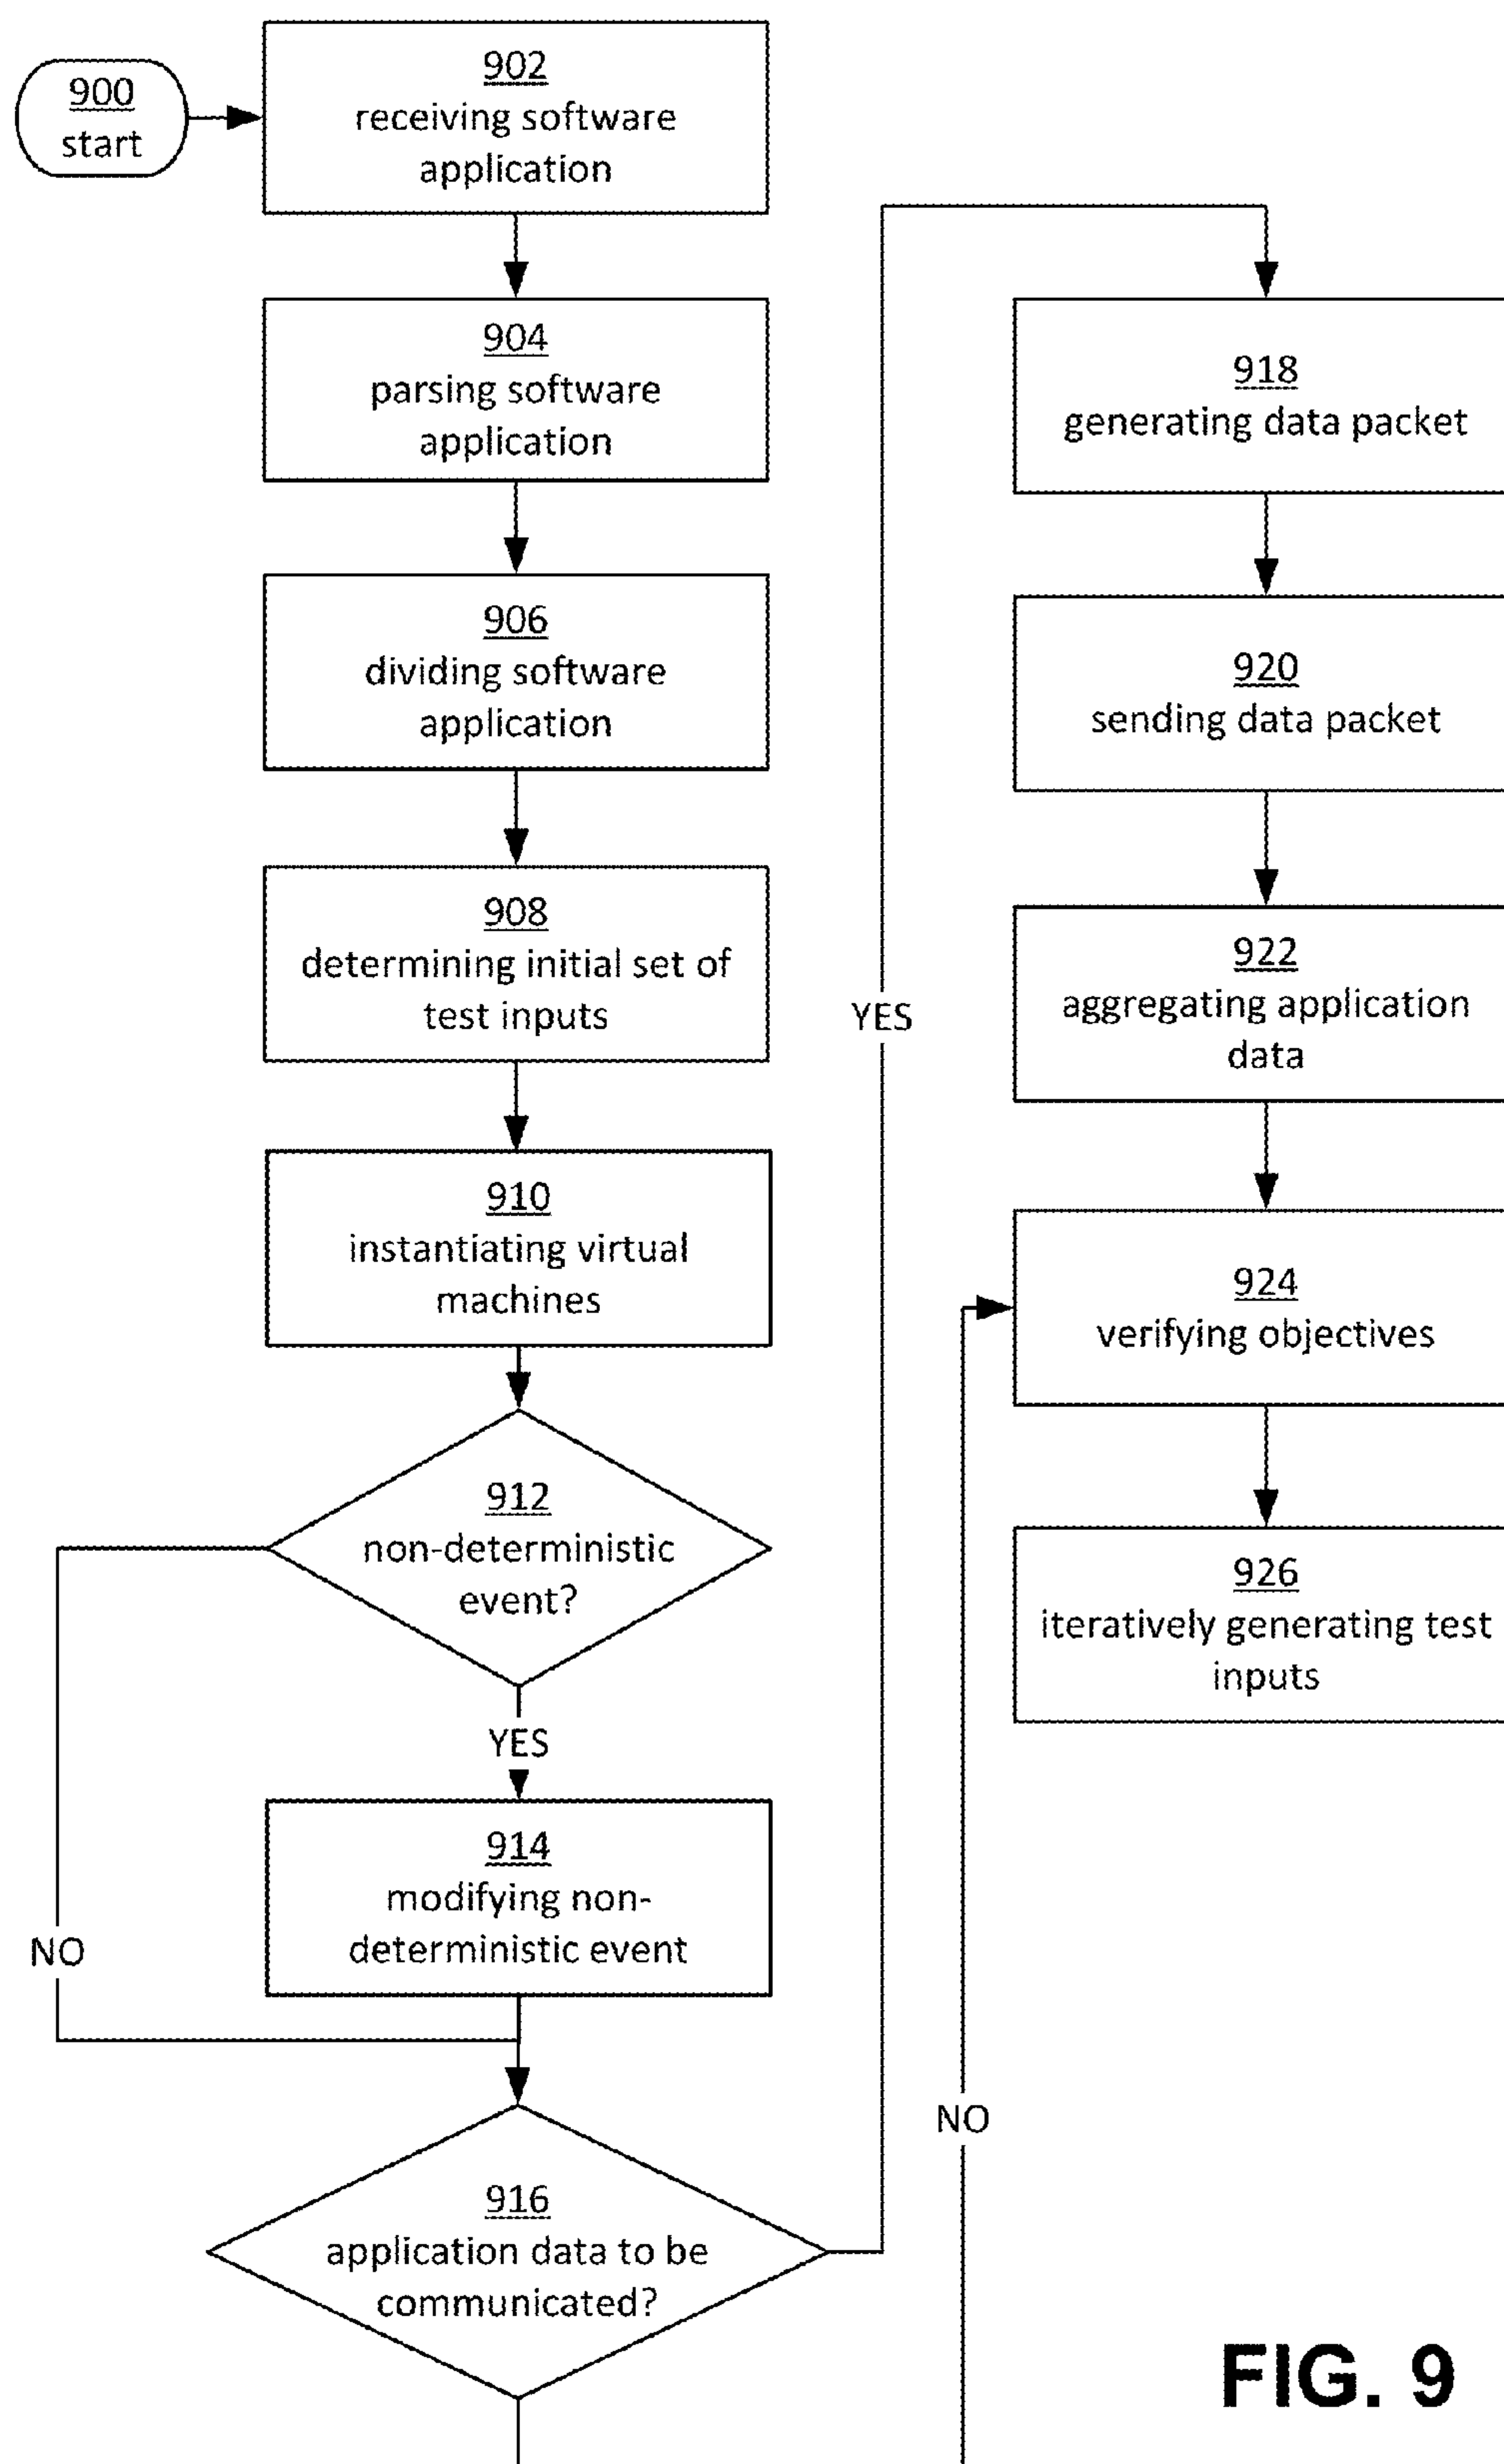 900
start
902
receiving software
application
904
parsing software
application
906
dividing software
application
908
determining initial set of
test inputs
910
instantiating virtual
machines
912
non-deterministic
event?
YES
914
modifying non-
deterministic event
NO
916
application data to be
communicated?
YES
918
generating data packet
920
sending data packet
922
aggregating application
data
924
verifying objectives
926
iteratively generating test
inputs
NO
FIG. 9